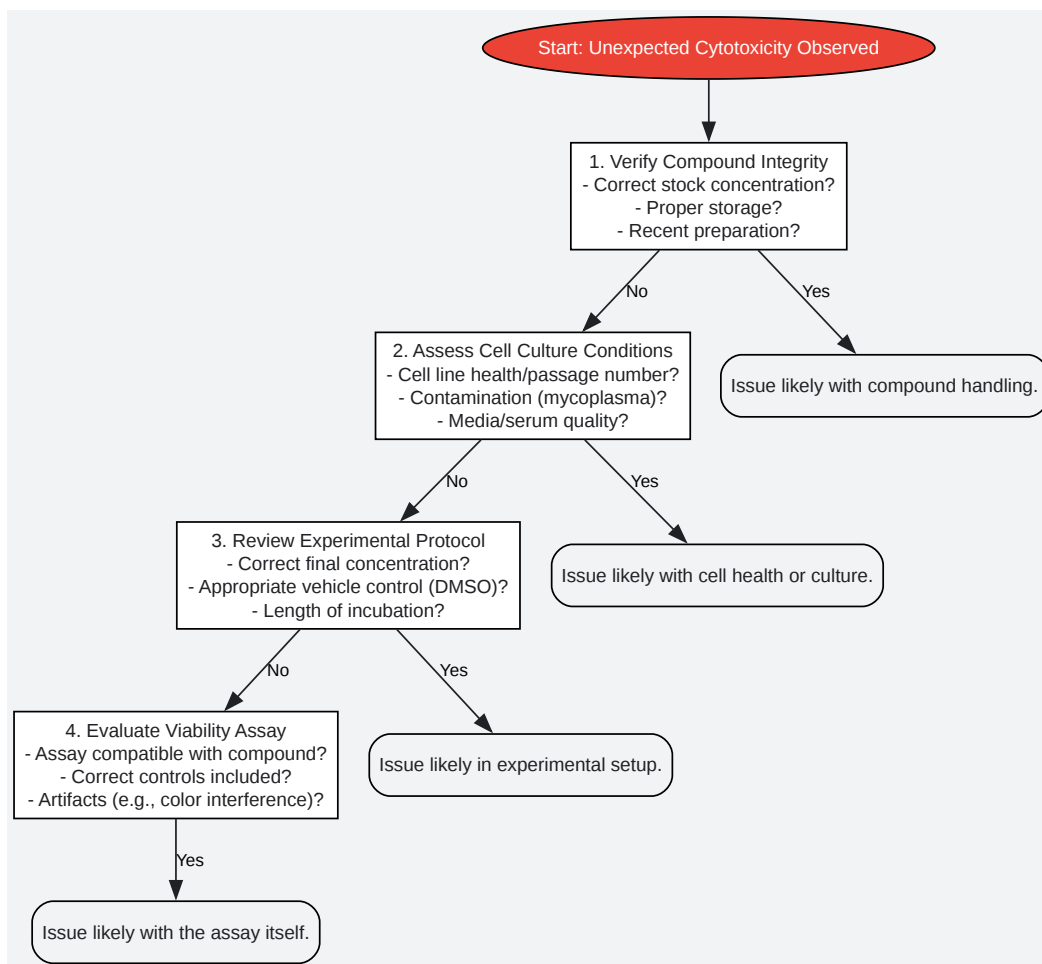 Start: Unexpected Cytotoxicity Observed
1. Verify Compound Integrity
- Correct stock concentration?
- Proper storage?
- Recent preparation?
No
Yes
2. Assess Cell Culture Conditions
- Cell line health/passage number?
- Contamination (mycoplasma)?
- Media/serum quality?
Issue likely with compound handling.
No
Yes
3. Review Experimental Protocol
- Correct final concentration?
- Appropriate vehicle control (DMSO)?
- Length of incubation?
Issue likely with cell health or culture.
No
Yes
4. Evaluate Viability Assay
- Assay compatible with compound?
- Correct controls included?
- Artifacts (e.g., color interference)?
Issue likely in experimental setup.
Yes
Issue likely with the assay itself.